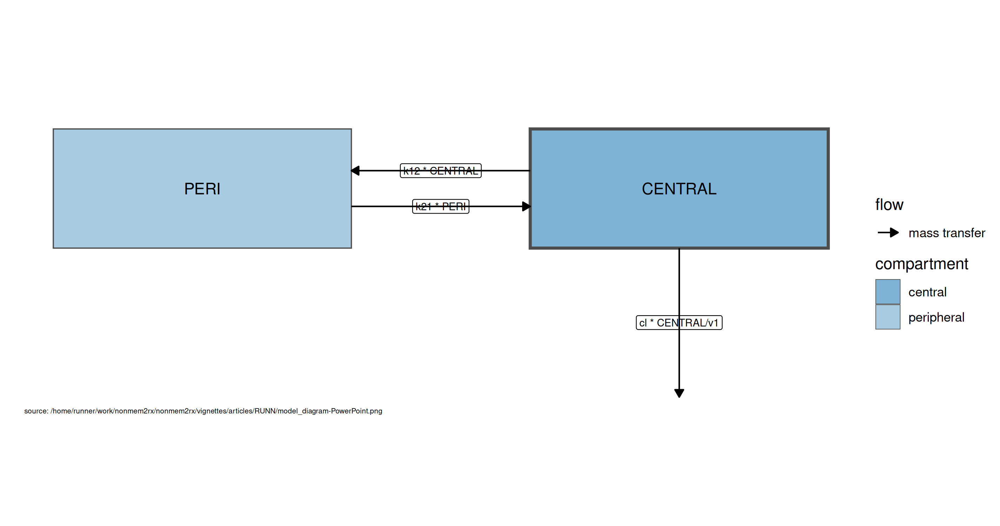 k12 * CENTRAL
PERI
CENTRAL
k21 * PERI
flow
mass transfer
compartment
central
peripheral
cl * CENTRAL/v1
source: /home/runner/work/nonmem2rx/nonmem2rx/vignettes/articles/RUNN/model_diagram-PowerPoint.png